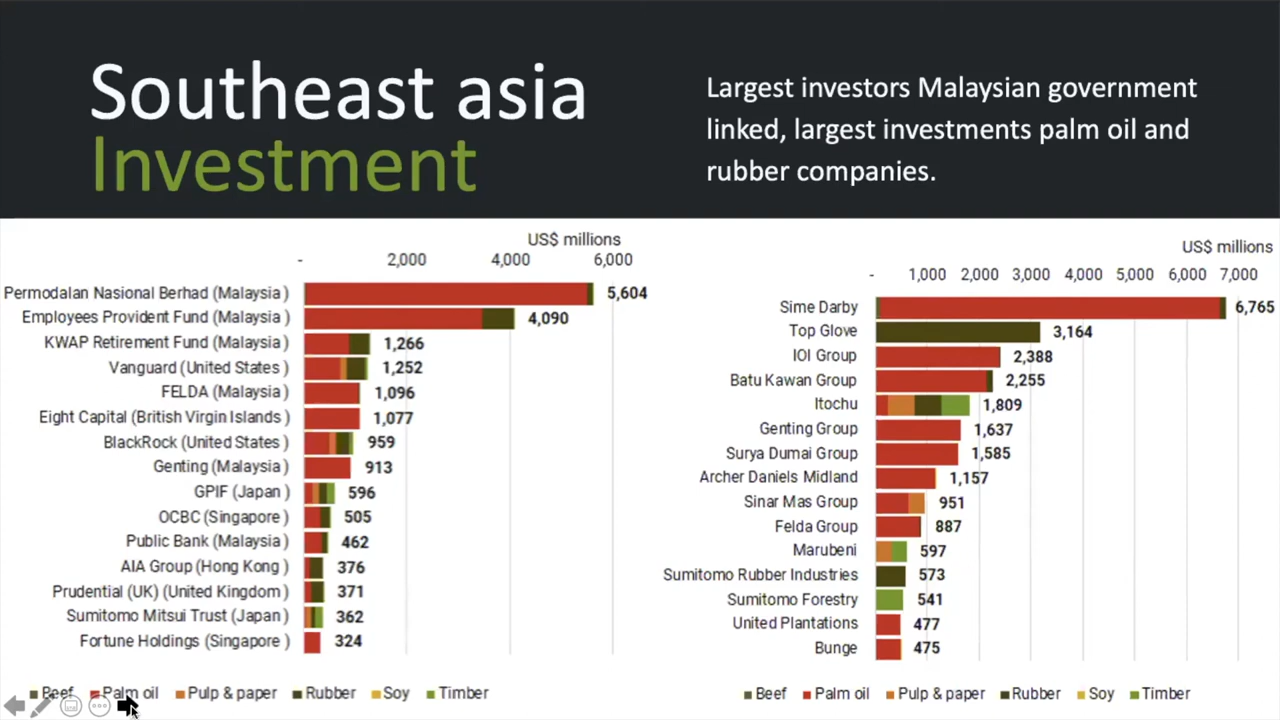 Southeast asia
Investment
Largest investors Malaysian government
linked, largest investments palm oil and
rubber companies.
US$ millions
- 2,000 4,000 6,000
Permodalan Nasional Berhad (Malaysia ) 5,604
Employees Provident Fund (Malaysia ) 4,090
KWAP Retirement Fund (Malaysia ) 1,266
Vanguard (United States ) 1,252
FELDA (Malaysia ) 1,096
Eight Capital (British Virgin Islands ) 1,077
BlackRock (United States ) 959
Genting (Malaysia ) 913
GPIF (Japan ) 596
OCBC (Singapore ) 505
Public Bank (Malaysia ) 462
AIA Group (Hong Kong ) 376
Prudential (UK) (United Kingdom ) 371
Sumitomo Mitsui Trust (Japan ) 362
Fortune Holdings (Singapore ) 324
Beef Palm oil Pulp & paper Rubber Soy Timber
US$ millions
- 1,000 2,000 3,000 4,000 5,000 6,000 7,000
Sime Darby 6,765
Top Glove 3,164
IOI Group 2,388
Batu Kawan Group 2,255
Itochu 1,809
Genting Group 1,637
Surya Dumai Group 1,585
Archer Daniels Midland 1,157
Sinar Mas Group 951
Felda Group 887
Marubeni 597
Sumitomo Rubber Industries 573
Sumitomo Forestry 541
United Plantations 477
Bunge 475
Beef Palm oil Pulp & paper Rubber Soy Timber